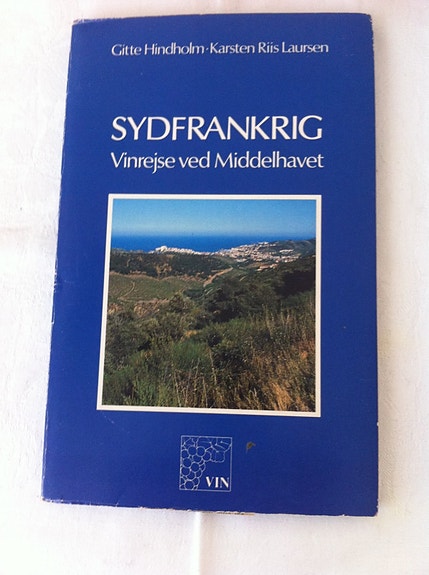 Gitte Hindholm · Karsten Riis Laursen
SYDFRANKRIG
Vinrejse ved Middelhavet
VIN